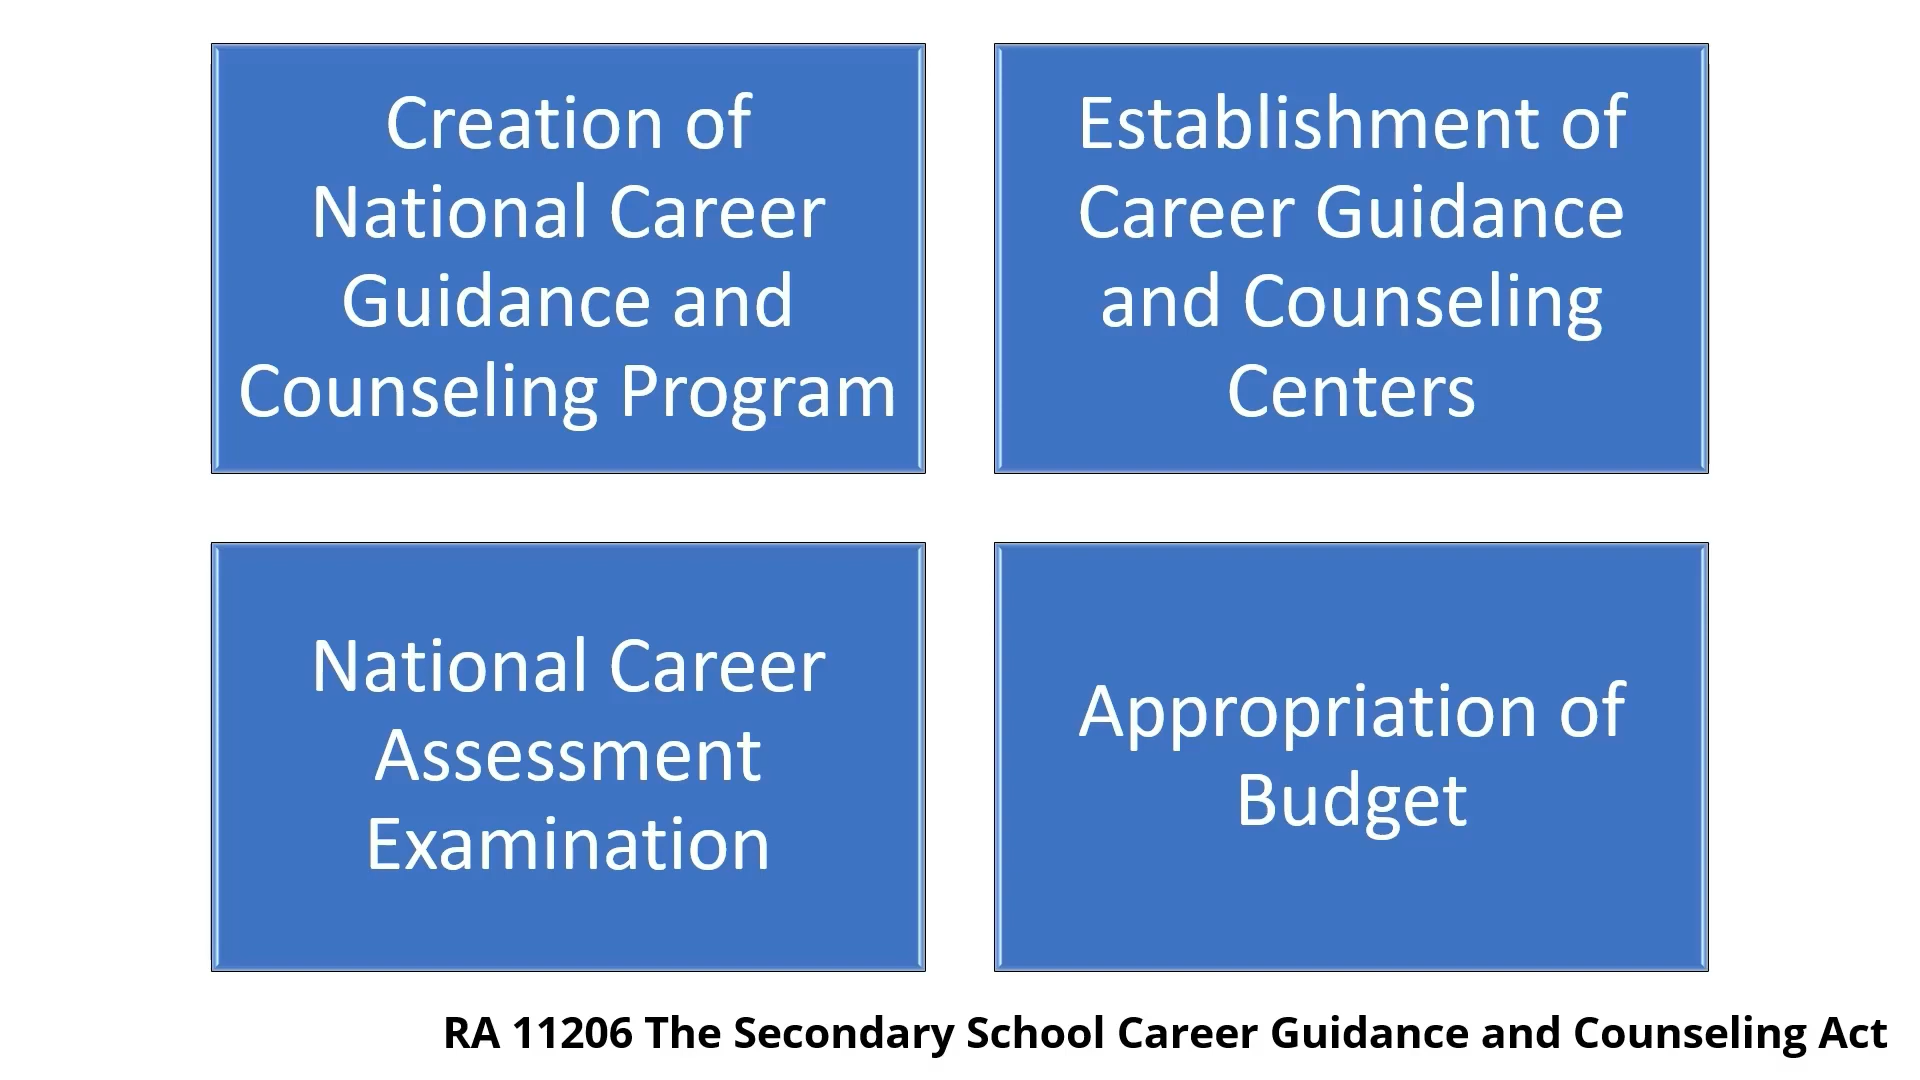 Creation of
National Career
Guidance and
Counseling Program
Establishment of
Career Guidance
and Counseling
Centers
National Career
Assessment
Examination
Appropriation of
Budget
RA 11206 The Secondary School Career Guidance and Counseling Act